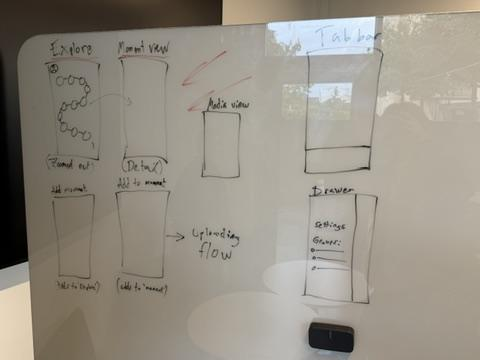 Explore
Moment view
Tab bar
Media view
(Zoomed out)
(Detail)
Add moment
Add to moment
uploading
flow
(adds to "moment")
Drawer
Settings
Groups: